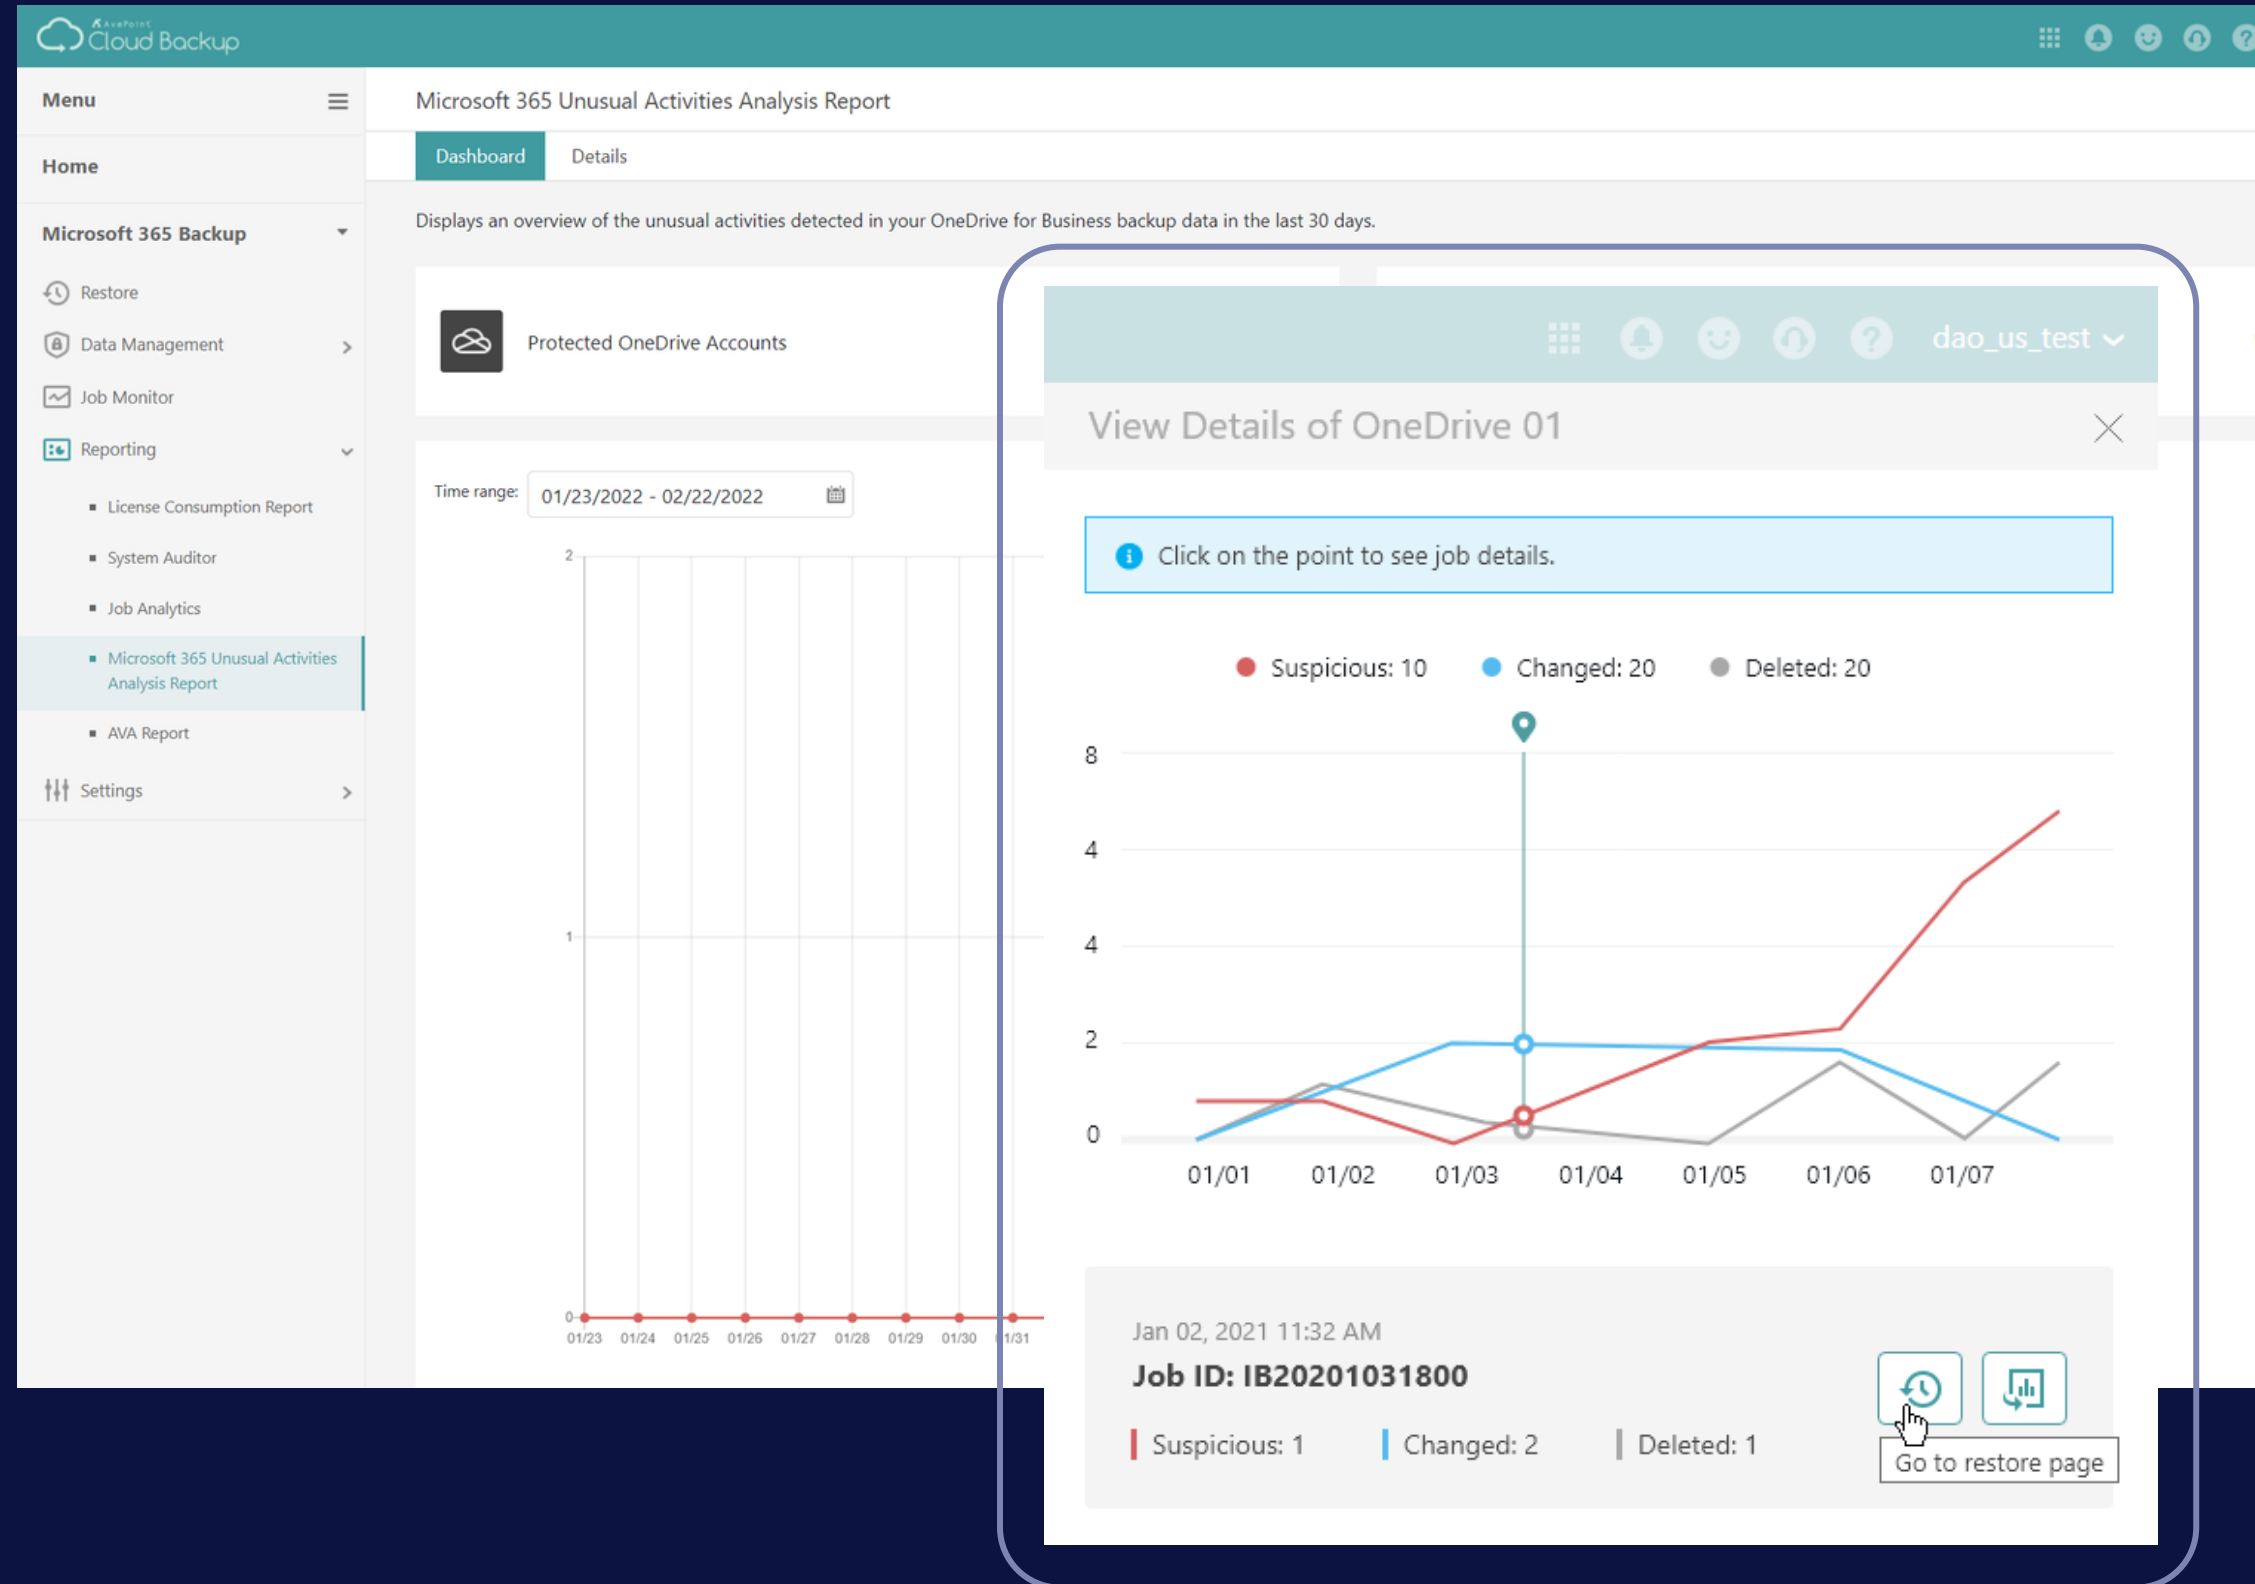 AvePoint
Cloud Backup
Menu
Home
Microsoft 365 Backup
Restore
Data Management
Job Monitor
Reporting
License Consumption Report
System Auditor
Job Analytics
Microsoft 365 Unusual Activities
Analysis Report
AVA Report
Settings
Microsoft 365 Unusual Activities Analysis Report
Dashboard Details
Displays an overview of the unusual activities detected in your OneDrive for Business backup data in the last 30 days.
Protected OneDrive Accounts
Time range: 01/23/2022 - 02/22/2022
2
1
0
01/23 01/24 01/25 01/26 01/27 01/28 01/29 01/30 1/31
dao_us_test
View Details of OneDrive 01
Click on the point to see job details.
Suspicious: 10 Changed: 20 Deleted: 20
8
4
4
2
0
01/01 01/02 01/03 01/04 01/05 01/06 01/07
Jan 02, 2021 11:32 AM
Job ID: IB20201031800
Suspicious: 1 Changed: 2 Deleted: 1
Go to restore page